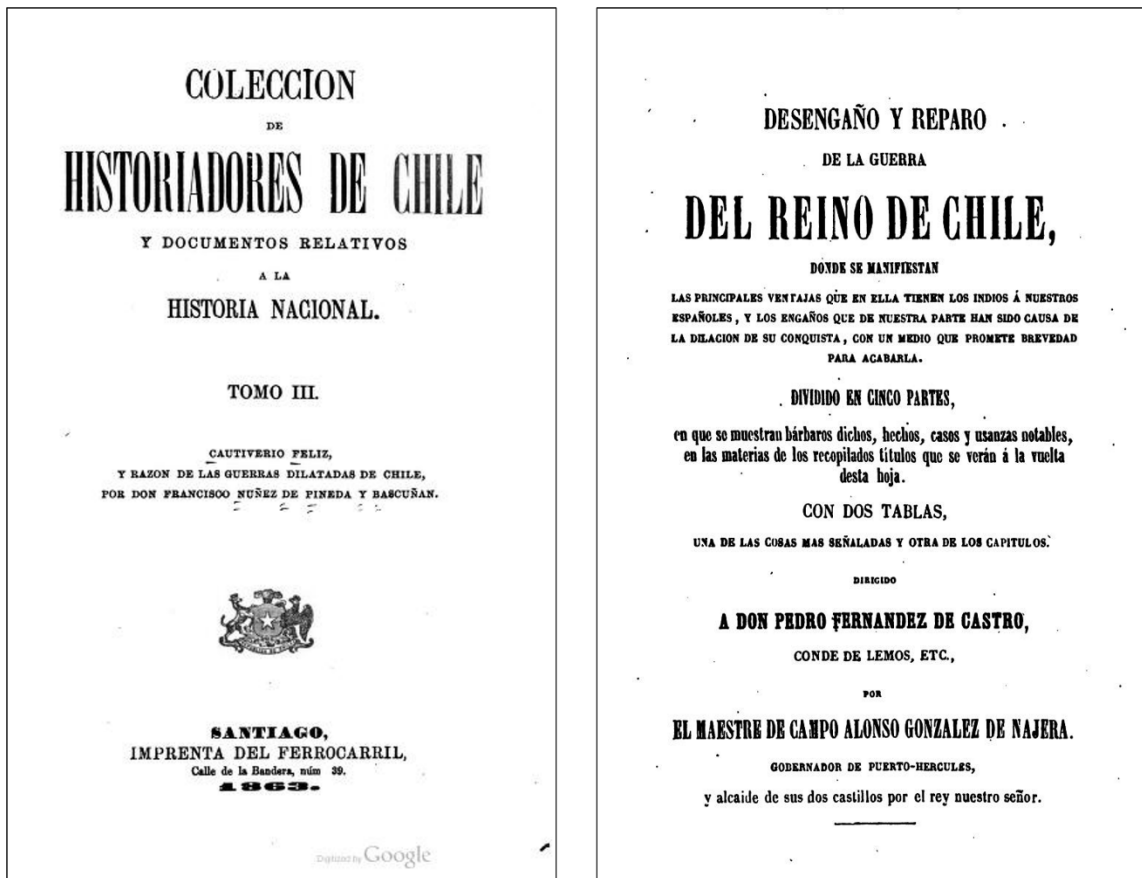 COLECCION
DE
HISTORIADORES DE CHILE
Y DOCUMENTOS RELATIVOS
A LA
HISTORIA NACIONAL.
TOMO III.
CAUTIVERIO FELIZ,
Y RAZON DE LAS GUERRAS DILATADAS DE CHILE,
POR DON FRANCISCO NUÑEZ DE PINEDA Y BASCUÑAN.
SANTIAGO,
IMPRENTA DEL FERROCARRIL,
Calle de la Bandera, núm 39.
1863.
Digitized by Google
DESENGAÑO Y REPARO
DE LA GUERRA
DEL REINO DE CHILE,
DONDE SE MANIFIESTAN
LAS PRINCIPALES VENTAJAS QUE EN ELLA TIENEN LOS INDIOS Á NUESTROS
ESPAÑOLES, Y LOS ENGAÑOS QUE DE NUESTRA PARTE HAN SIDO CAUSA DE
LA DILACION DE SU CONQUISTA, CON UN MEDIO QUE PROMETE BREVEDAD
PARA ACABARLA.
DIVIDIDO EN CINCO PARTES,
en que se muestran bárbaros dichos, hechos, casos y usanzas notables,
en las materias de los recopilados títulos que se verán á la vuelta
desta hoja.
CON DOS TABLAS,
UNA DE LAS COSAS MAS SEÑALADAS Y OTRA DE LOS CAPITULOS.
DIRIGIDO
A DON PEDRO FERNANDEZ DE CASTRO,
CONDE DE LEMOS, ETC.,
POR
EL MAESTRE DE CAMPO ALONSO GONZALEZ DE NAJERA.
GOBERNADOR DE PUERTO-HERCULES,
y alcaide de sus dos castillos por el rey nuestro señor.